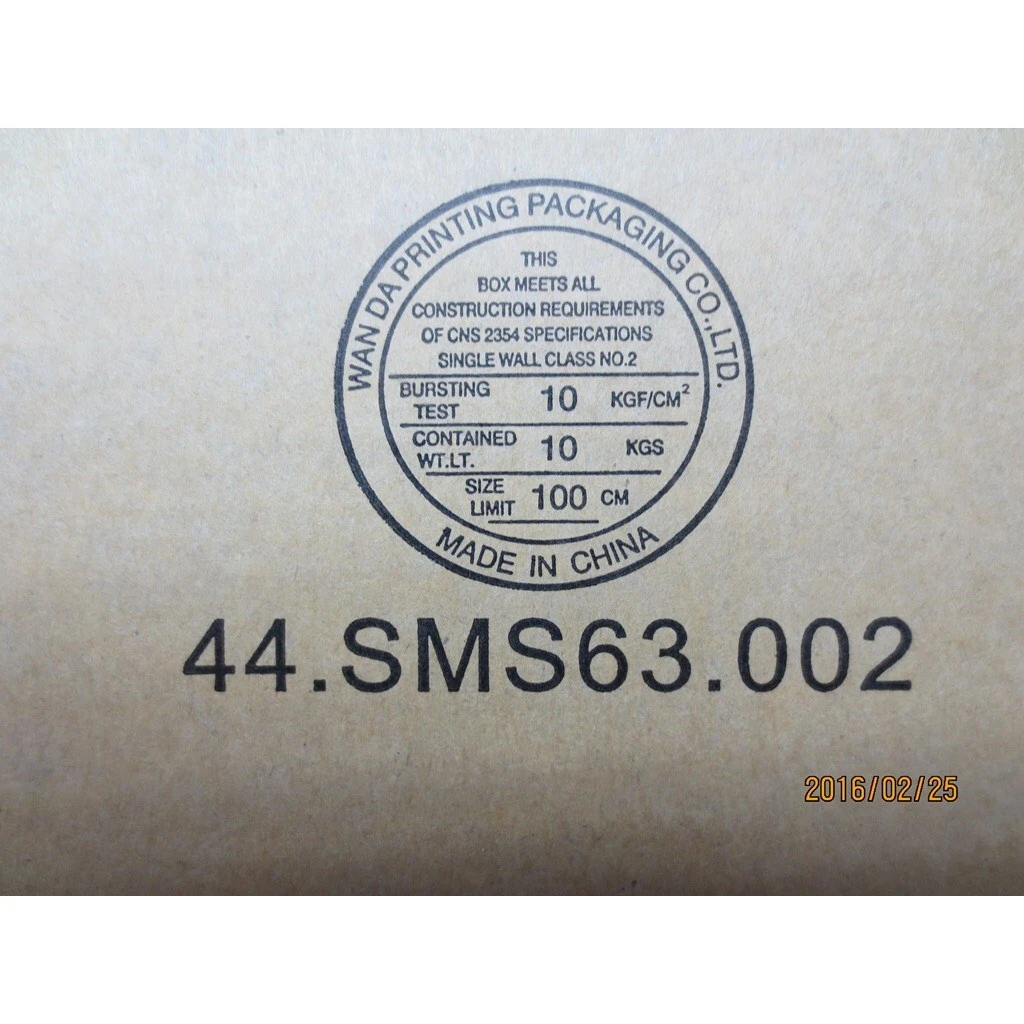 WAN DA PRINTING PACKAGING CO.,LTD.
THIS
BOX MEETS ALL
CONSTRUCTION REQUIREMENTS
OF CNS 2354 SPECIFICATIONS
SINGLE WALL CLASS NO.2
BURSTING TEST 10 KGF/CM²
CONTAINED WT.LT. 10 KGS
SIZE LIMIT 100 CM
MADE IN CHINA
44.SMS63.002
2016/02/25